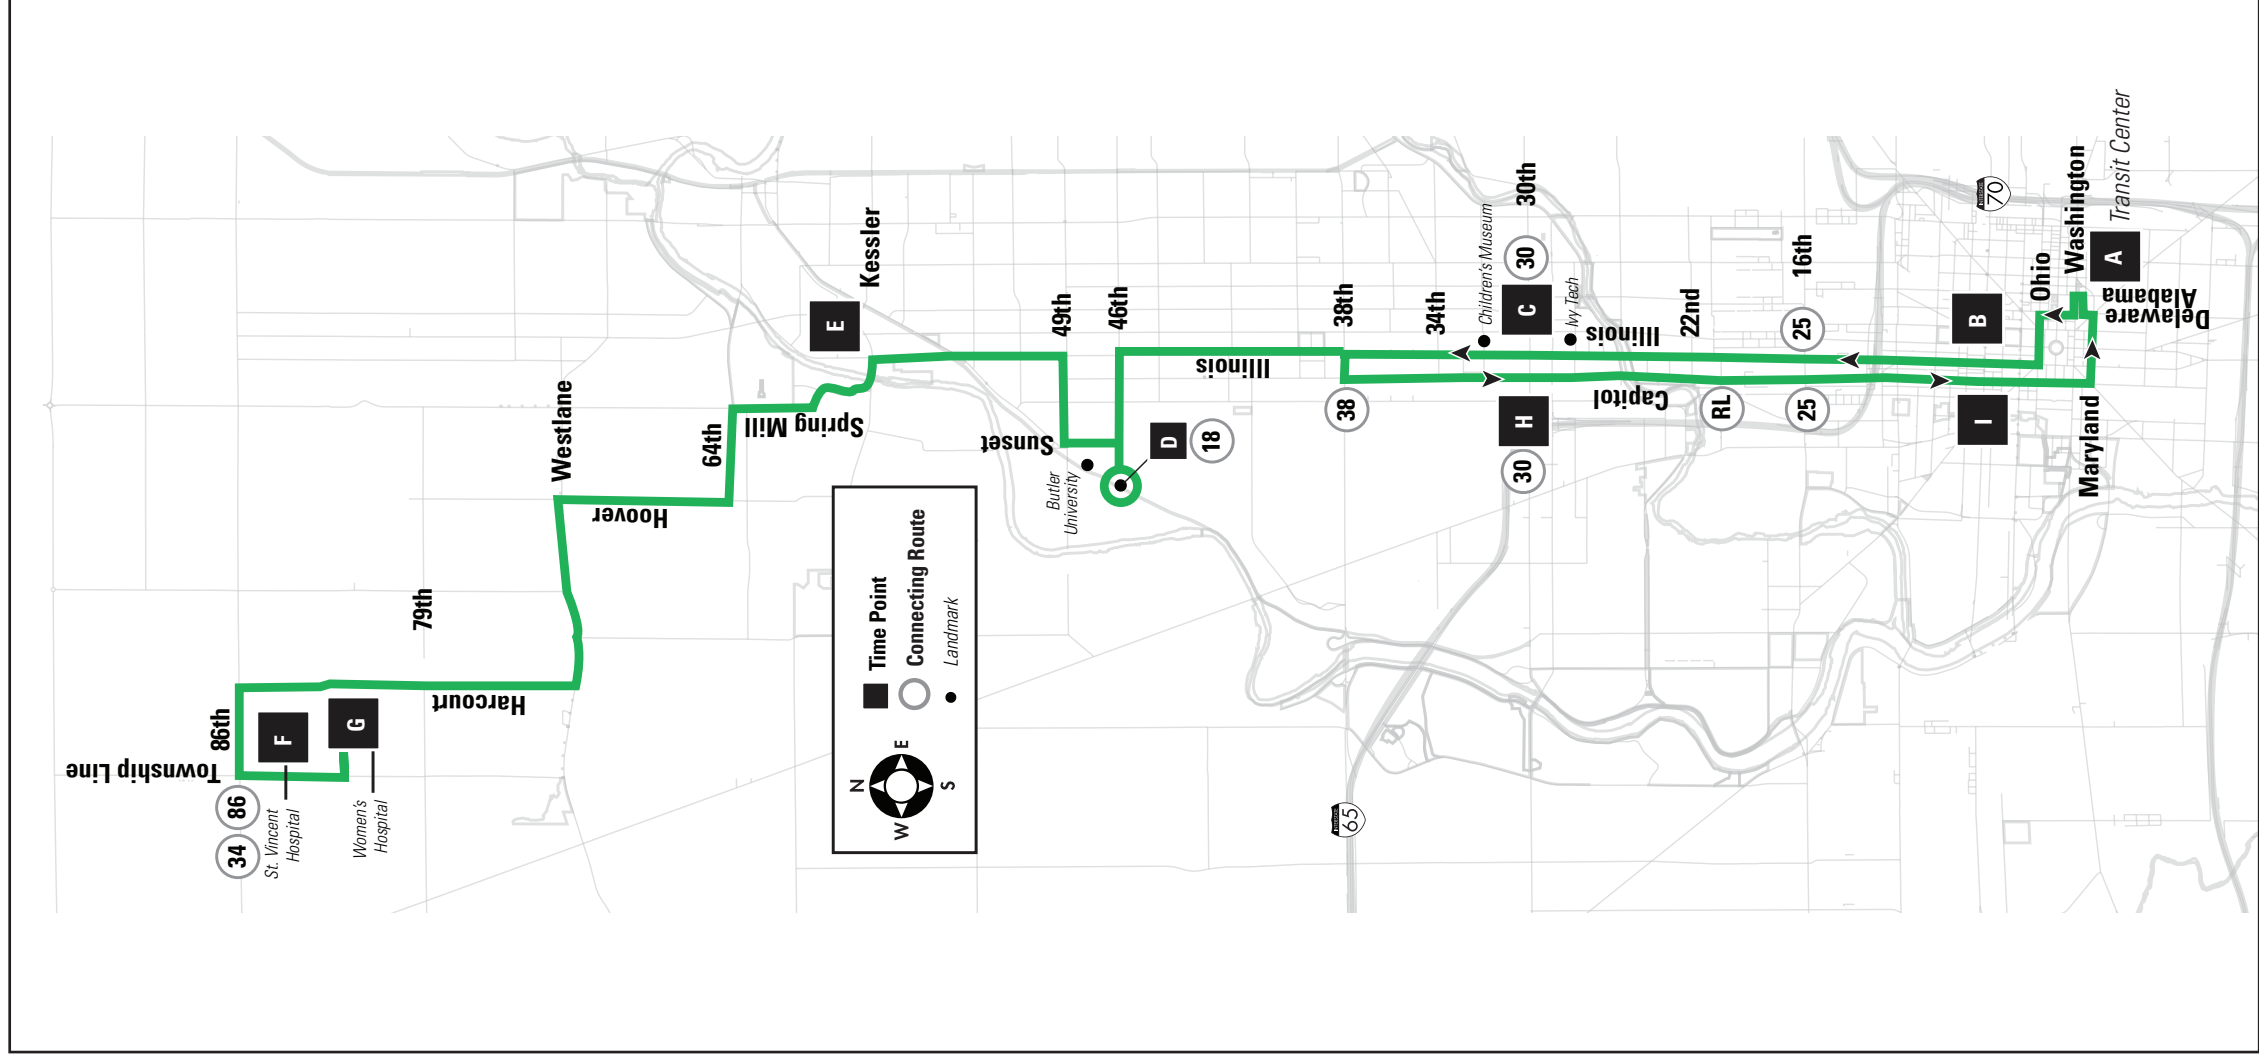 Township Line
86th
86
34
F
St. Vincent
Hospital
G
Women's
Hospital
Harcourt
79th
Westlane
Hoover
64th
Spring Mill
E
Kessler
Sunset
49th
46th
Butler
University
D
18
Illinois
38th
38
34th
Children's Museum
30th
30
C
Ivy Tech
H
30
Illinois
Capitol
22nd
RL
16th
25
25
INTERSTATE
70
INTERSTATE
65
B
I
Ohio
Washington
A
Transit Center
Alabama
Delaware
Maryland
Time Point
Connecting Route
Landmark
N
E
S
W